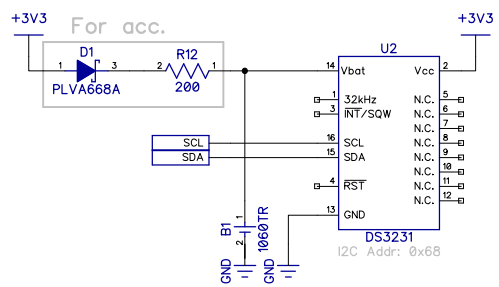 +3V3
For acc.
+3V3
D1
1
3
PLVA668A
R12
2
1
200
U2
14
Vbat
Vcc
2
1
32kHz
3
INT/SQW
N.C.
5
N.C.
6
N.C.
7
N.C.
8
N.C.
9
N.C.
10
N.C.
11
N.C.
12
SCL
16
SCL
SDA
15
SDA
4
RST
13
GND
DS3231
I2C Addr: 0x68
B1
1
2
1060TR
GND
GND